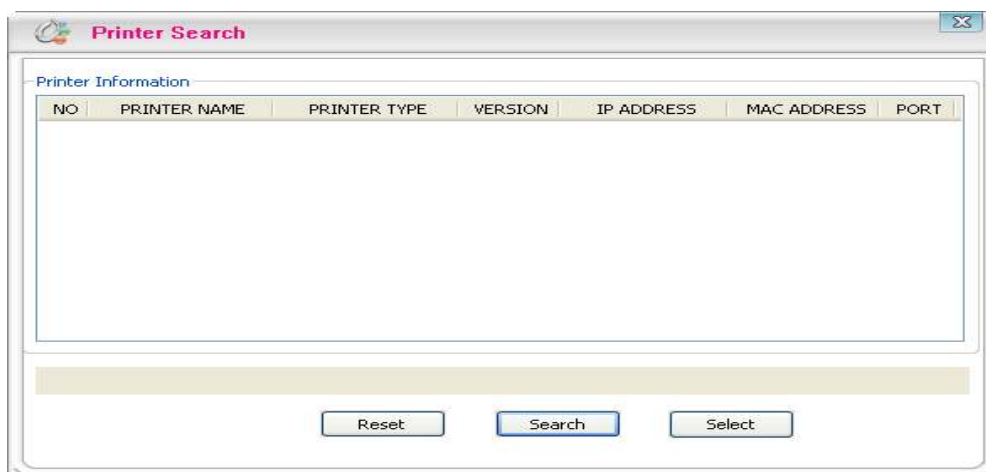 Printer Search
Printer Information
NO PRINTER NAME PRINTER TYPE VERSION IP ADDRESS MAC ADDRESS PORT
Reset Search Select